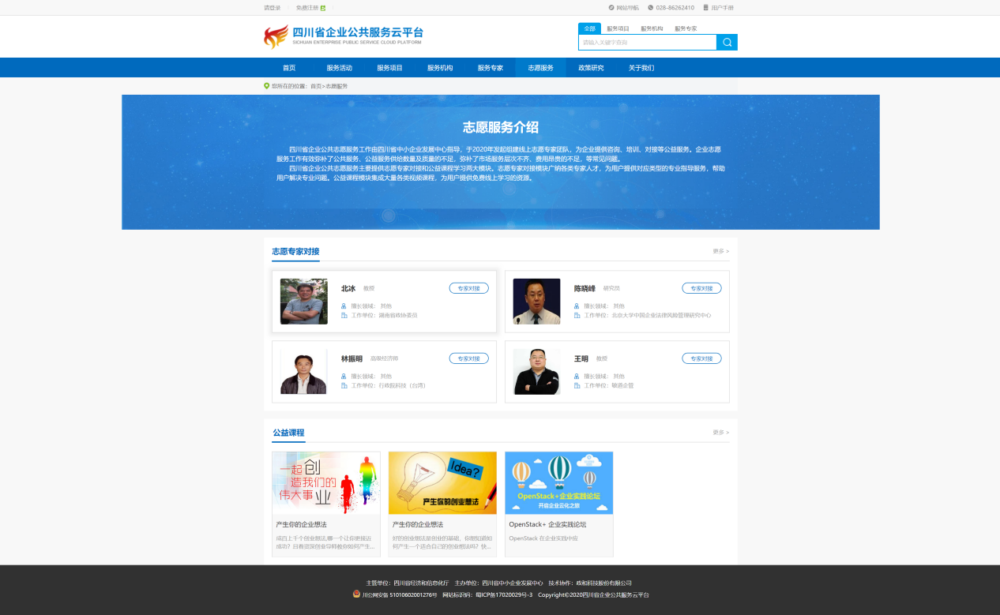 请登录 免费注册
网站导航 028-86262410 用户手册
四川省企业公共服务云平台
SICHUAN ENTERPRISE PUBLIC SERVICE CLOUD PLATFORM
全部 服务项目 服务机构 服务专家
请输入关键字查询
首页 服务活动 服务项目 服务机构 服务专家 志愿服务 政策研究 关于我们
您所在的位置：首页>志愿服务
志愿服务介绍
四川省企业公共志愿服务工作由四川省中小企业发展中心指导，于2020年发起组建线上志愿专家团队，为企业提供咨询、培训、对接等公益服务。企业志愿
服务工作有效弥补了公共服务、公益服务供给数量及质量的不足，弥补了市场服务层次不齐、费用昂贵的不足，等常见问题。
四川省企业公共志愿服务主要提供志愿专家对接和公益课程学习两大模块。志愿专家对接模块广纳各类专家人才，为用户提供对应类型的专业指导服务，帮助
用户解决专业问题。公益课程模块集成大量各类视频课程，为用户提供免费线上学习的资源。
志愿专家对接 更多 >
北冰 教授 专家对接
擅长领域： 其他
工作单位：湖南省政协委员
陈晓峰 研究员 专家对接
擅长领域： 其他
工作单位：北京大学中国企业法律风险管理研究中心
林振明 高级经济师 专家对接
擅长领域： 其他
工作单位：行政院科技（台湾）
王明 教授 专家对接
擅长领域： 其他
工作单位：敬道企管
公益课程 更多 >
一起创
造我们的
伟大事业
产生你的企业想法
成百上千个创业想法,哪一个让你更接近
成功？且看资深创业导师教你如何产生...
Idea?
产生你的创业想法
产生你的企业想法
好的创业想法是创业的基础，你想知道如
何产生一个适合自己的创业想法吗？快...
OpenStack+企业实践论坛
开启企业云化之旅
OpenStack+ 企业实践论坛
OpenStack 在企业实践中应
主管单位：四川省经济和信息化厅 主办单位：四川省中小企业发展中心 技术协作：政和科技股份有限公司
川公网安备 51010602001276号 网站标识码：蜀ICP备17020029号-3 Copyright©2020四川省企业公共服务云平台